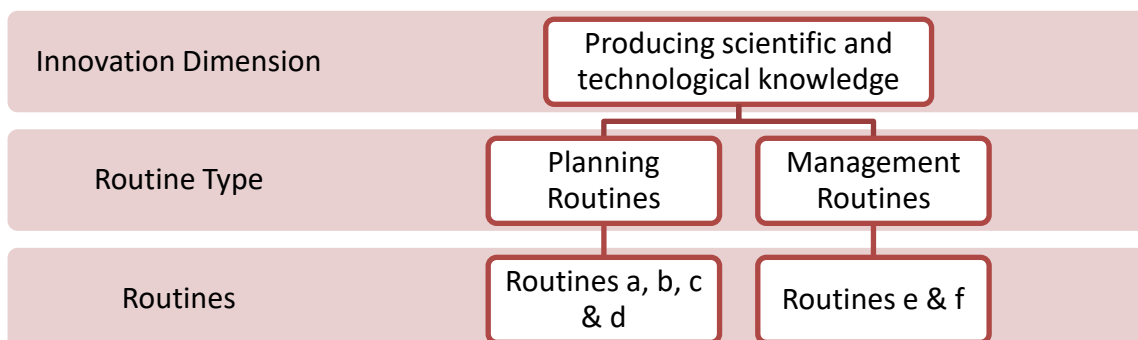 Innovation Dimension
Producing scientific and
technological knowledge
Routine Type
Planning
Routines
Management
Routines
Routines
Routines a, b, c
& d
Routines e & f